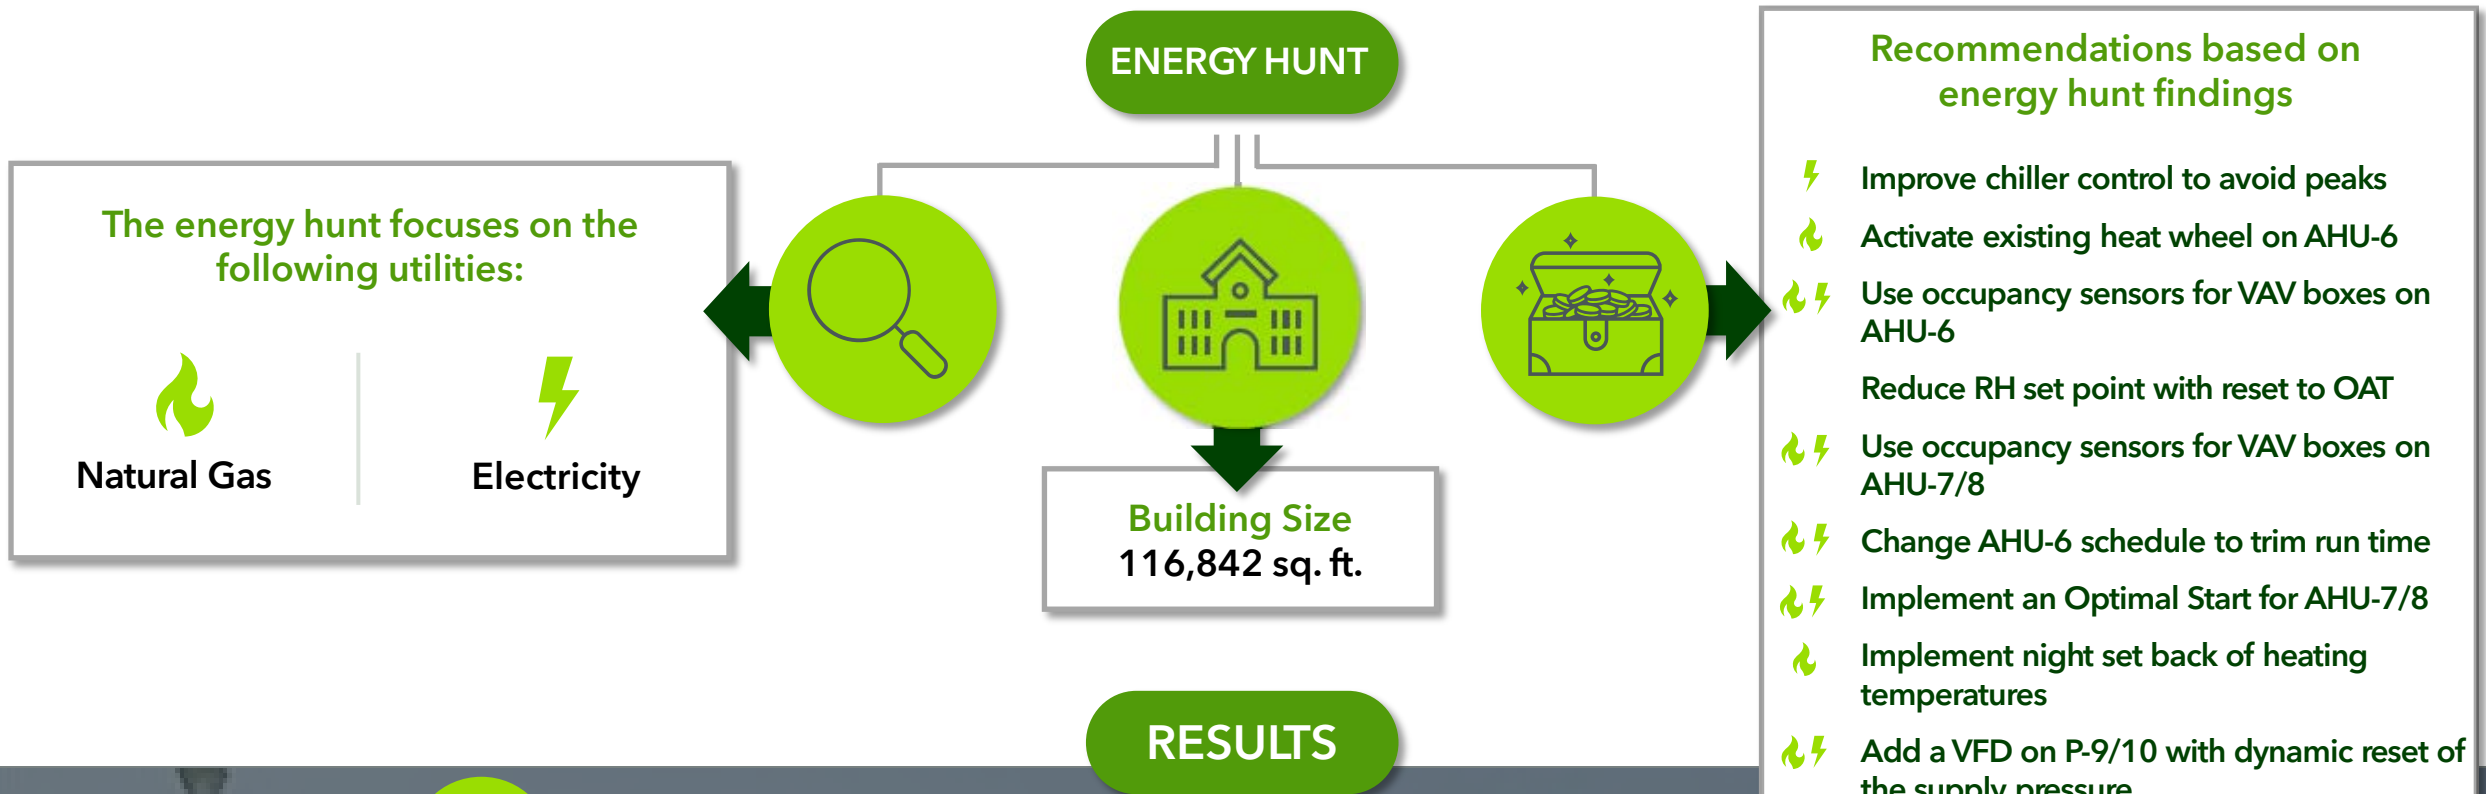 ENERGY HUNT
The energy hunt focuses on the
following utilities:
Natural Gas
Electricity
Building Size
116,842 sq. ft.
Recommendations based on
energy hunt findings
Improve chiller control to avoid peaks
Activate existing heat wheel on AHU-6
Use occupancy sensors for VAV boxes on
AHU-6
Reduce RH set point with reset to OAT
Use occupancy sensors for VAV boxes on
AHU-7/8
Change AHU-6 schedule to trim run time
Implement an Optimal Start for AHU-7/8
Implement night set back of heating
temperatures
Add a VFD on P-9/10 with dynamic reset of
the supply pressure
RESULTS